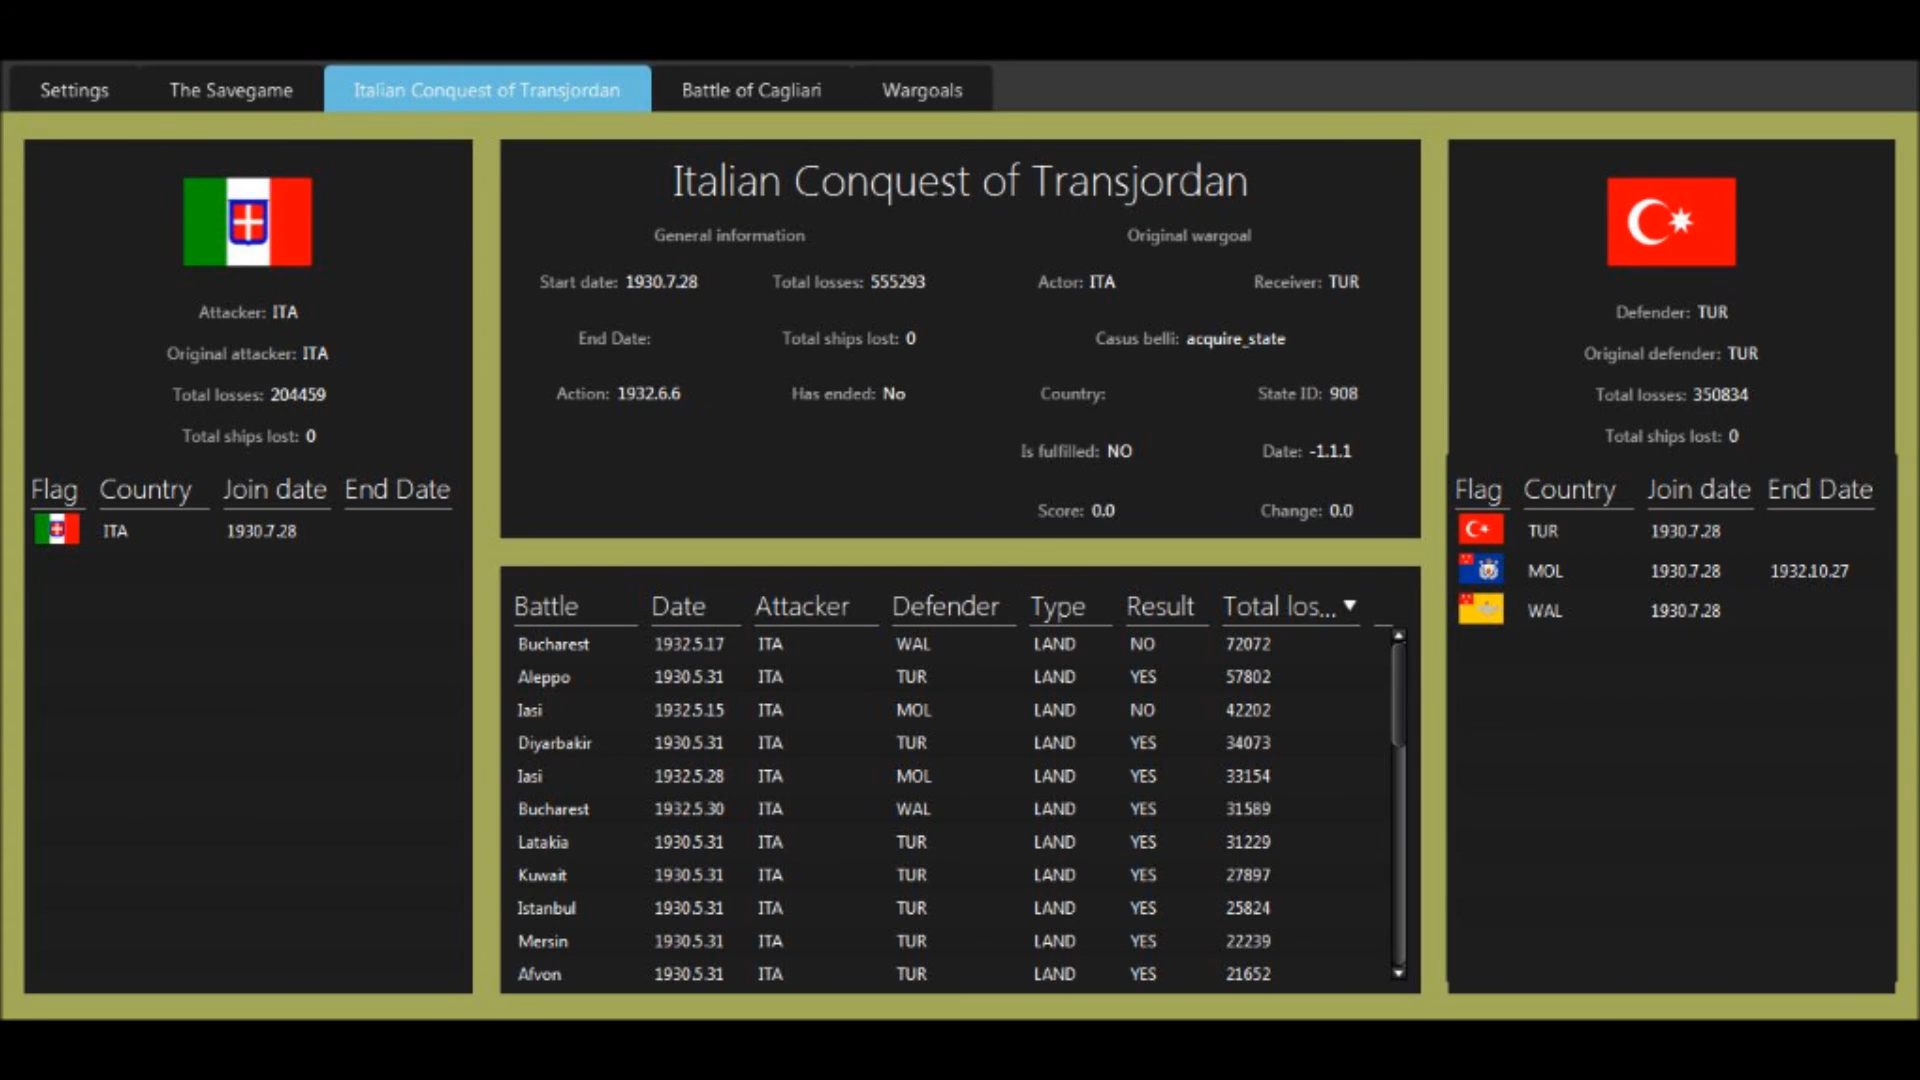 Settings The Savegame Italian Conquest of Transjordan Battle of Cagliari Wargoals
Attacker: ITA
Original attacker: ITA
Total losses: 204459
Total ships lost: 0
Flag Country Join date End Date
ITA 1930.7.28
Italian Conquest of Transjordan
General information Original wargoal
Start date: 1930.7.28 Total losses: 555293 Actor: ITA Receiver: TUR
End Date: Total ships lost: 0 Casus belli: acquire_state
Action: 1932.6.6 Has ended: No Country: State ID: 908
Is fulfilled: NO Date: -1.1.1
Score: 0.0 Change: 0.0
Battle Date Attacker Defender Type Result Total los... ▼
Bucharest 1932.5.17 ITA WAL LAND NO 72072
Aleppo 1930.5.31 ITA TUR LAND YES 57802
Iasi 1932.5.15 ITA MOL LAND NO 42202
Diyarbakir 1930.5.31 ITA TUR LAND YES 34073
Iasi 1932.5.28 ITA MOL LAND YES 33154
Bucharest 1932.5.30 ITA WAL LAND YES 31589
Latakia 1930.5.31 ITA TUR LAND YES 31229
Kuwait 1930.5.31 ITA TUR LAND YES 27897
Istanbul 1930.5.31 ITA TUR LAND YES 25824
Mersin 1930.5.31 ITA TUR LAND YES 22239
Afyon 1930.5.31 ITA TUR LAND YES 21652
Defender: TUR
Original defender: TUR
Total losses: 350834
Total ships lost: 0
Flag Country Join date End Date
TUR 1930.7.28
MOL 1930.7.28 1932.10.27
WAL 1930.7.28